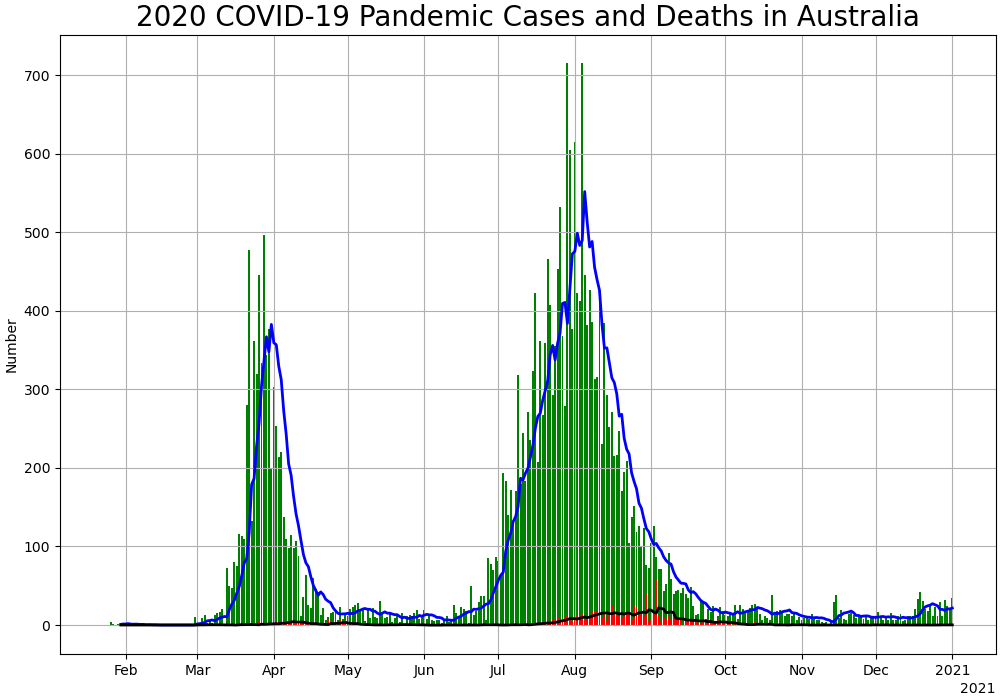 2020 COVID-19 Pandemic Cases and Deaths in Australia
Number
700
600
500
400
300
200
100
0
Feb
Mar
Apr
May
Jun
Jul
Aug
Sep
Oct
Nov
Dec
2021
2021